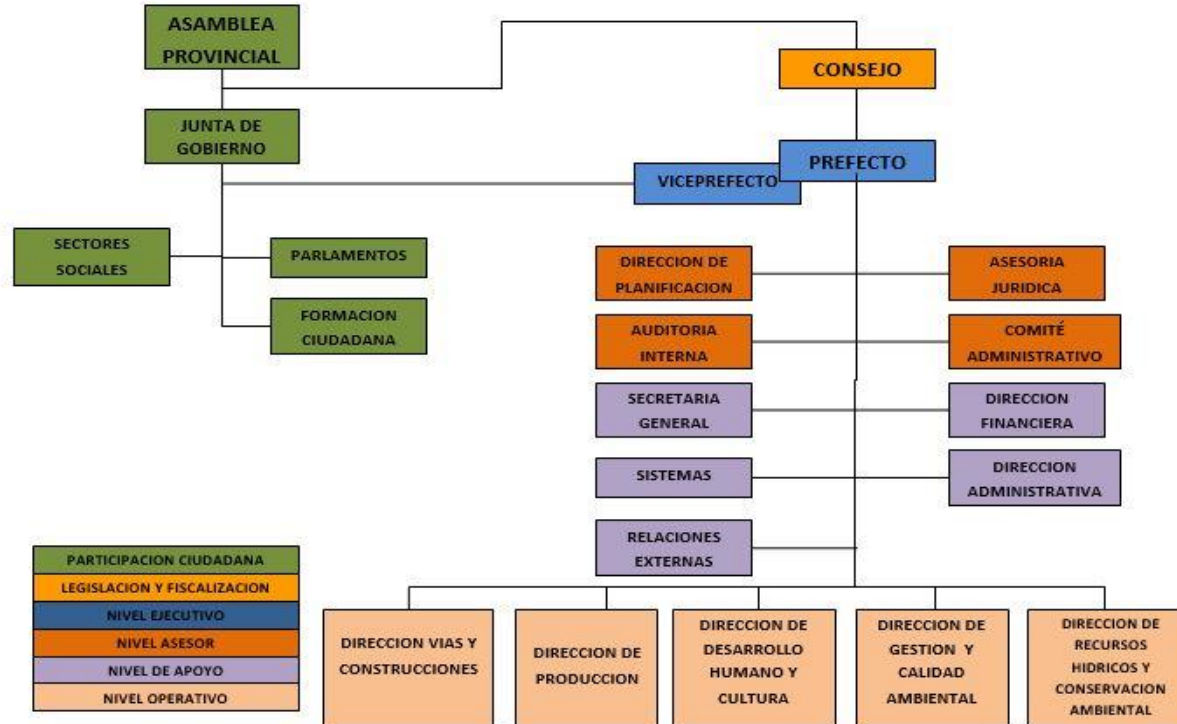 ASAMBLEA
PROVINCIAL
CONSEJO
JUNTA DE
GOBIERNO
PREFECTO
VICEPREFECTO
SECTORES
SOCIALES
PARLAMENTOS
FORMACION
CIUDADANA
DIRECCION DE
PLANIFICACION
ASESORIA
JURIDICA
AUDITORIA
INTERNA
COMITÉ
ADMINISTRATIVO
SECRETARIA
GENERAL
DIRECCION
FINANCIERA
SISTEMAS
DIRECCION
ADMINISTRATIVA
RELACIONES
EXTERNAS
PARTICIPACION CIUDADANA
LEGISLACION Y FISCALIZACION
NIVEL EJECUTIVO
NIVEL ASESOR
NIVEL DE APOYO
NIVEL OPERATIVO
DIRECCION VIAS Y
CONSTRUCCIONES
DIRECCION DE
PRODUCCION
DIRECCION DE
DESARROLLO
HUMANO Y
CULTURA
DIRECCION DE
GESTION Y
CALIDAD
AMBIENTAL
DIRECCION DE
RECURSOS
HIDRICOS Y
CONSERVACION
AMBIENTAL